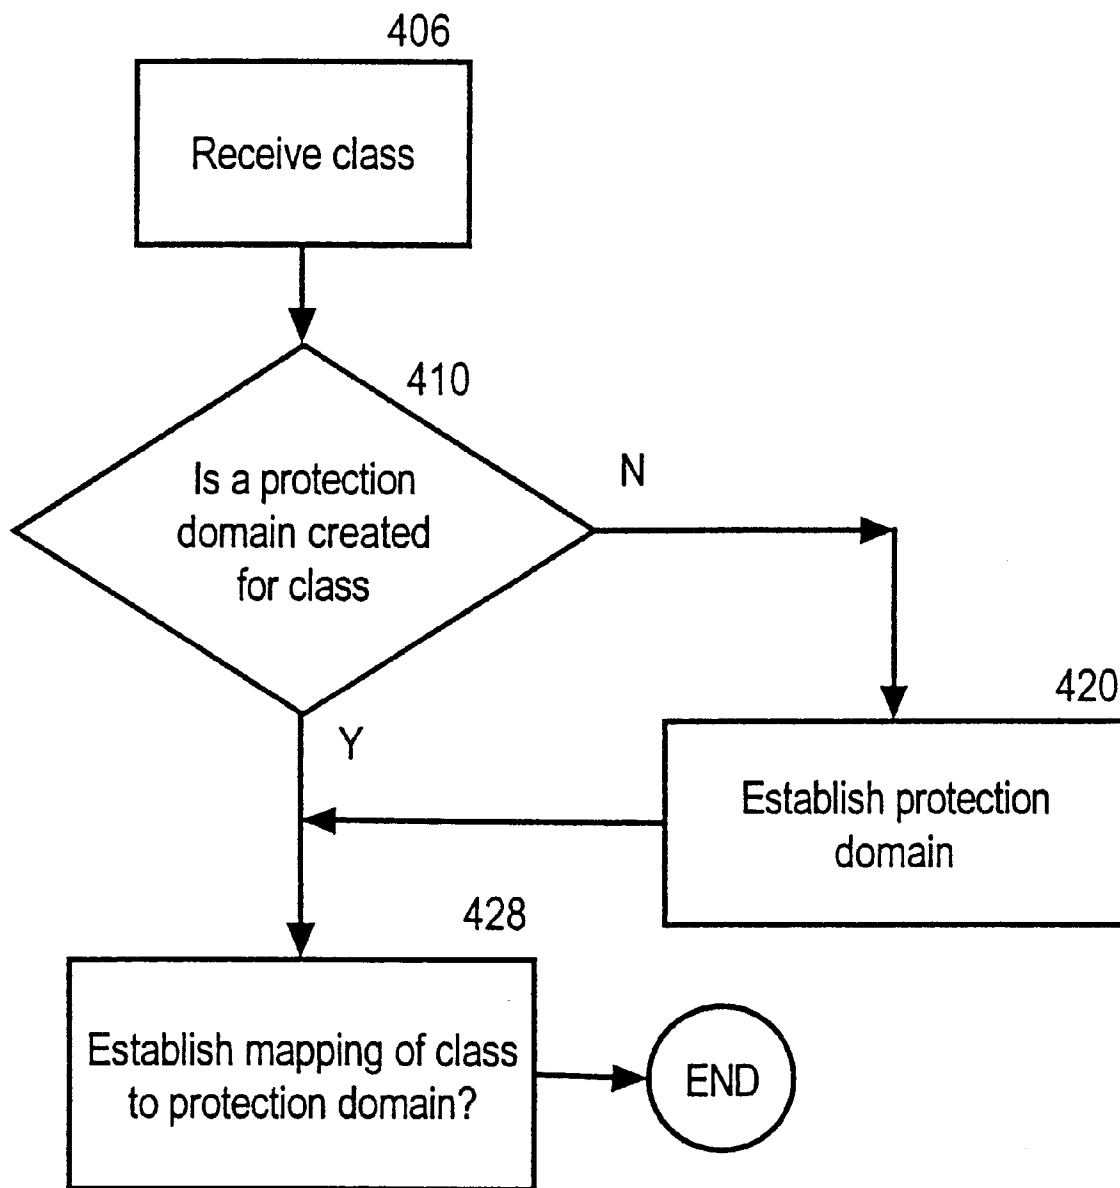 406
Receive class
410
Is a protection
domain created
for class
N
Y
420
Establish protection
domain
428
Establish mapping of class
to protection domain?
END